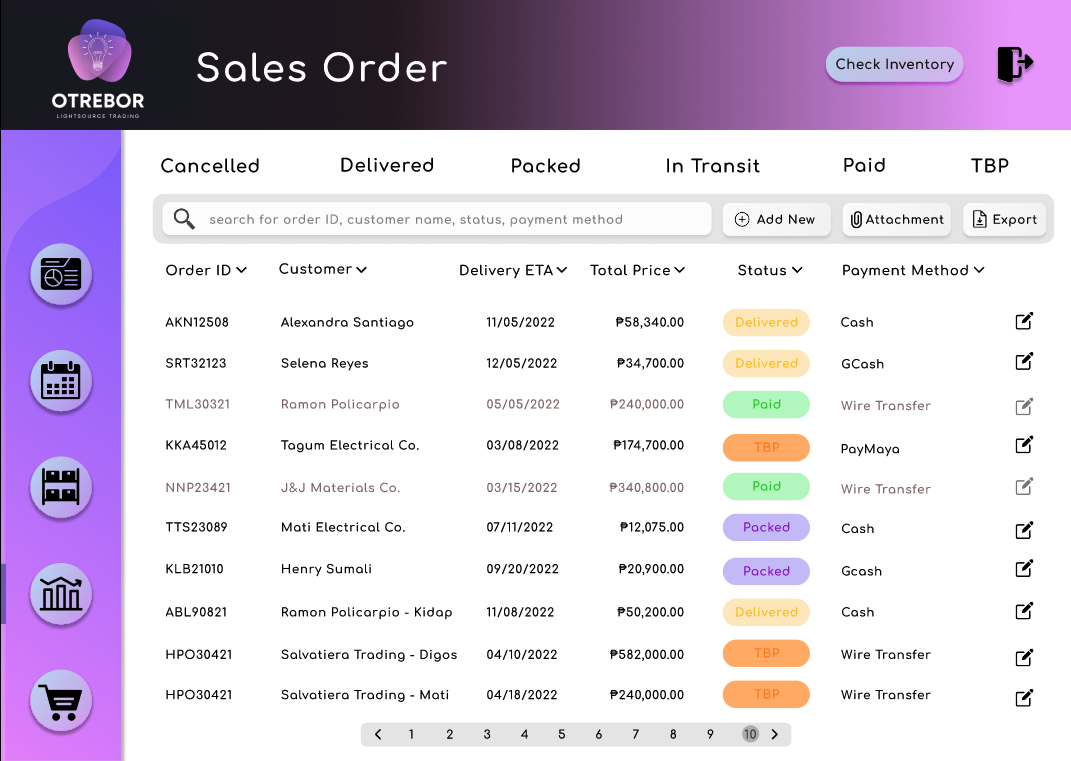 OTREBOR
LIGHTSOURCE TRADING
Sales Order
Check Inventory
Cancelled Delivered Packed In Transit Paid TBP
search for order ID, customer name, status, payment method Add New Attachment Export
Order ID Customer Delivery ETA Total Price Status Payment Method
AKN12508 Alexandra Santiago 11/05/2022 ₱58,340.00 Delivered Cash
SRT32123 Selena Reyes 12/05/2022 ₱34,700.00 Delivered GCash
TML30321 Ramon Policarpio 05/05/2022 ₱240,000.00 Paid Wire Transfer
KKA45012 Tagum Electrical Co. 03/08/2022 ₱174,700.00 TBP PayMaya
NNP23421 J&J Materials Co. 03/15/2022 ₱340,800.00 Paid Wire Transfer
TTS23089 Mati Electrical Co. 07/11/2022 ₱12,075.00 Packed Cash
KLB21010 Henry Sumali 09/20/2022 ₱20,900.00 Packed Gcash
ABL90821 Ramon Policarpio - Kidap 11/08/2022 ₱50,200.00 Delivered Cash
HPO30421 Salvatiera Trading - Digos 04/10/2022 ₱582,000.00 TBP Wire Transfer
HPO30421 Salvatiera Trading - Mati 04/18/2022 ₱240,000.00 TBP Wire Transfer
1 2 3 4 5 6 7 8 9 10